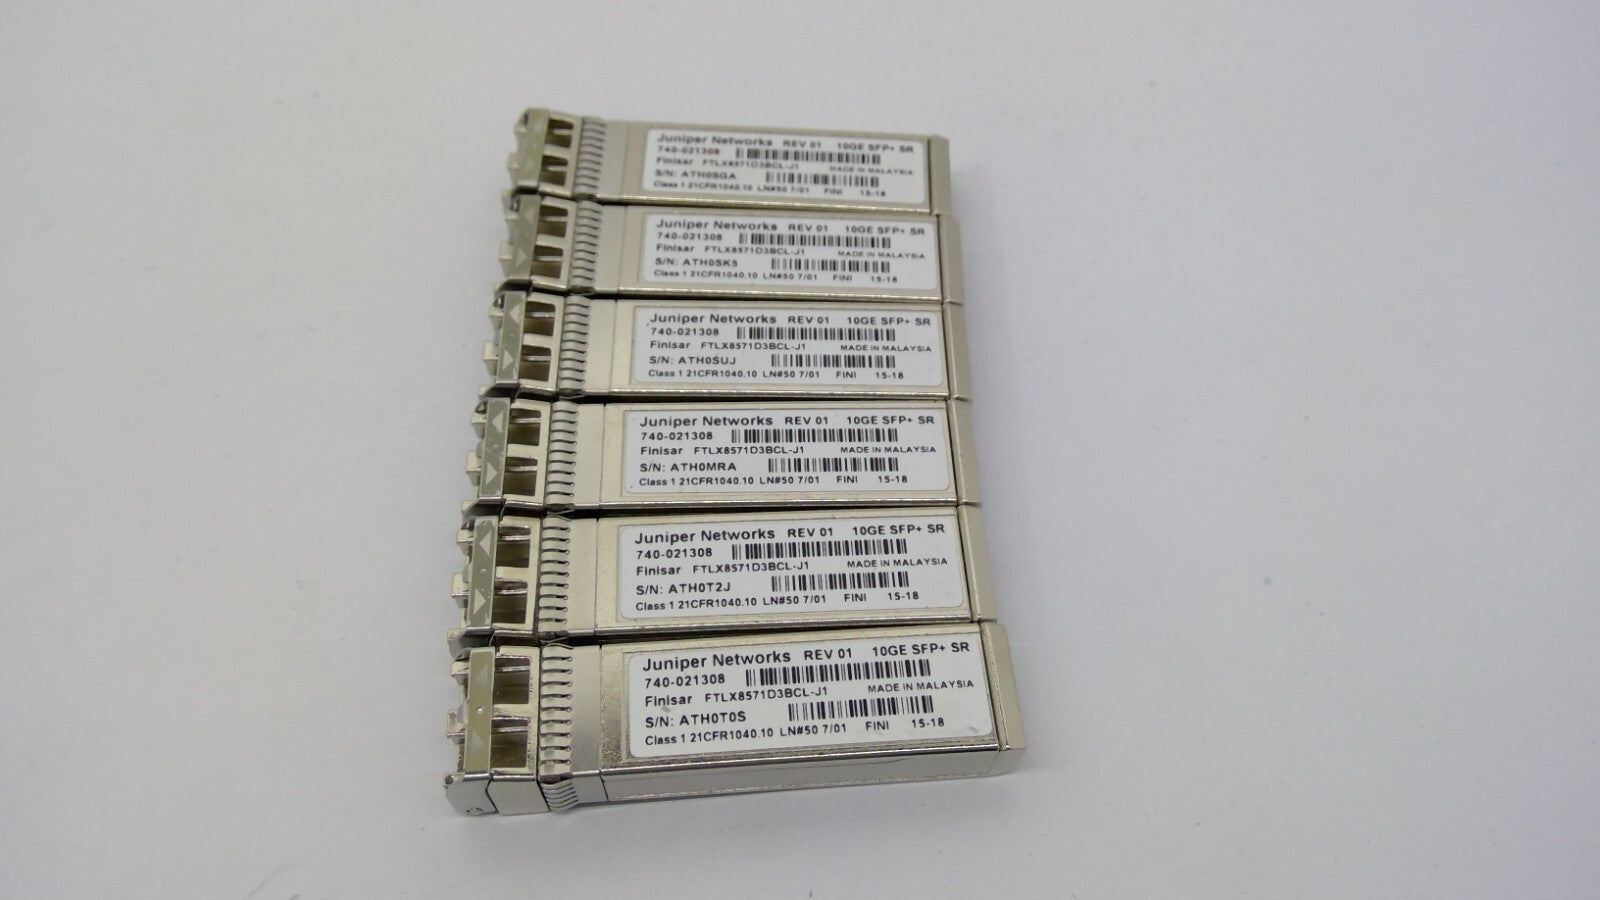 Juniper Networks REV 01 10GE SFP+ SR
740-021308
Finisar FTLX8571D3BCL-J1 MADE IN MALAYSIA
S/N: ATH0SGA
Class 1 21CFR1040.10 LN#50 7/01 FINI 15-18
Juniper Networks REV 01 10GE SFP+ SR
740-021308
Finisar FTLX8571D3BCL-J1 MADE IN MALAYSIA
S/N: ATH0SK5
Class 1 21CFR1040.10 LN#50 7/01 FINI 15-18
Juniper Networks REV 01 10GE SFP+ SR
740-021308
Finisar FTLX8571D3BCL-J1 MADE IN MALAYSIA
S/N: ATH0SUJ
Class 1 21CFR1040.10 LN#50 7/01 FINI 15-18
Juniper Networks REV 01 10GE SFP+ SR
740-021308
Finisar FTLX8571D3BCL-J1 MADE IN MALAYSIA
S/N: ATH0MRA
Class 1 21CFR1040.10 LN#50 7/01 FINI 15-18
Juniper Networks REV 01 10GE SFP+ SR
740-021308
Finisar FTLX8571D3BCL-J1 MADE IN MALAYSIA
S/N: ATH0T2J
Class 1 21CFR1040.10 LN#50 7/01 FINI 15-18
Juniper Networks REV 01 10GE SFP+ SR
740-021308
Finisar FTLX8571D3BCL-J1 MADE IN MALAYSIA
S/N: ATH0T0S
Class 1 21CFR1040.10 LN#50 7/01 FINI 15-18